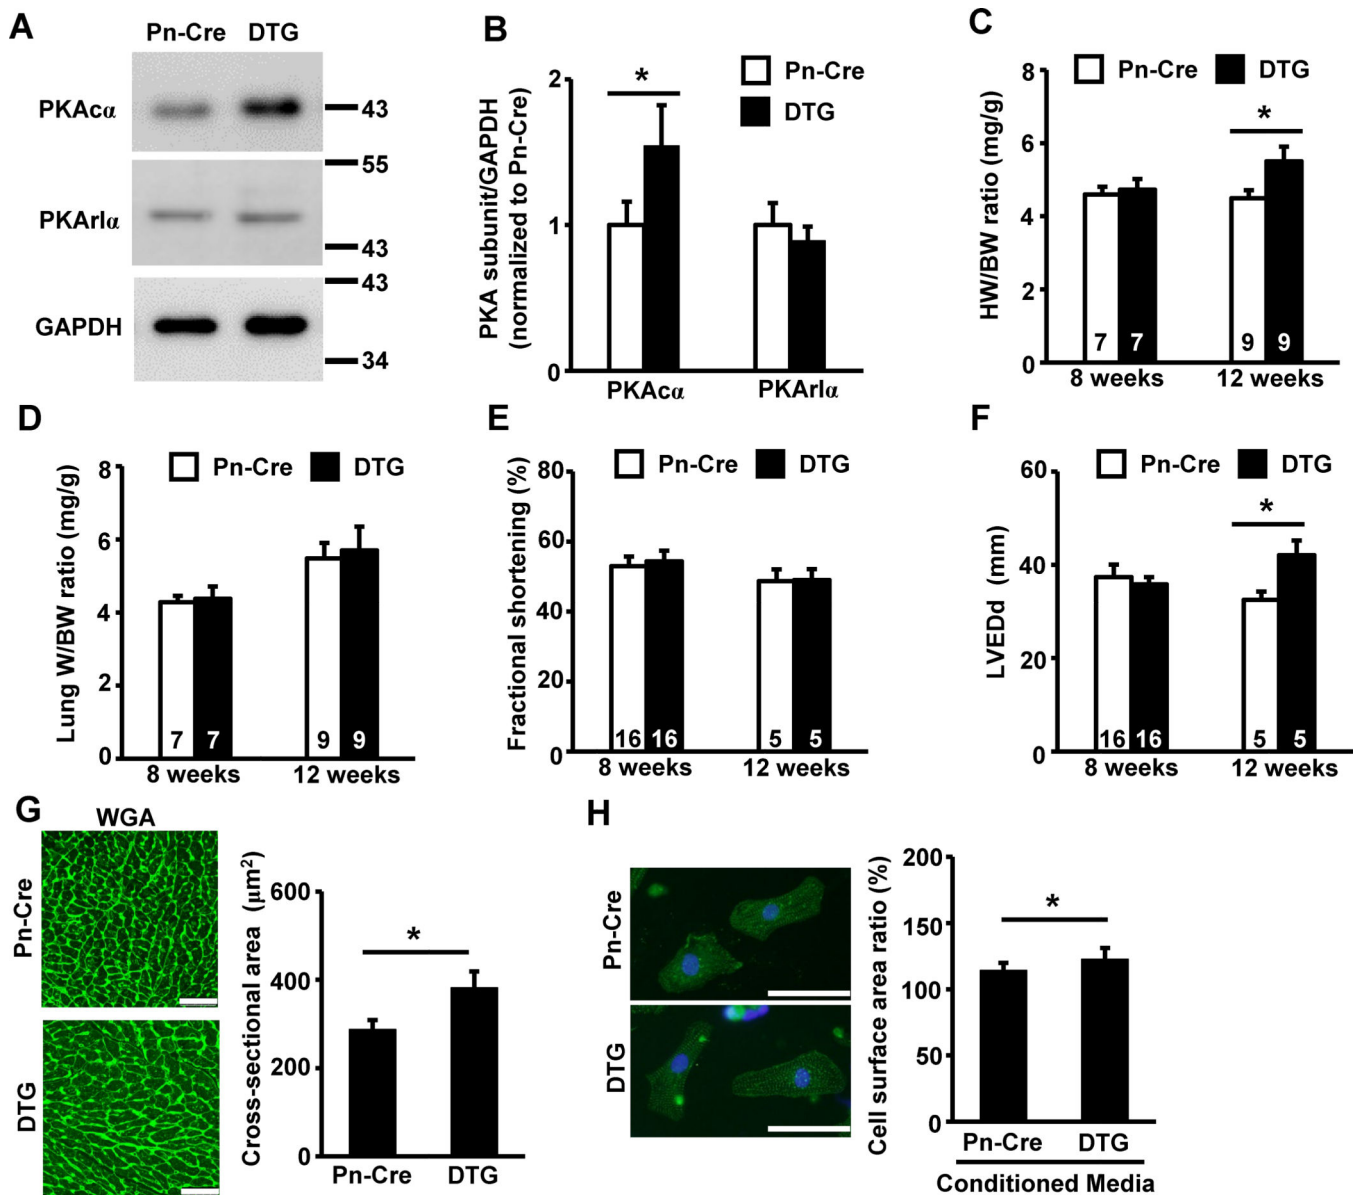 A
Pn-Cre DTG
PKAcα
43
55
PKArIα
43
43
GAPDH
34
B
PKA subunit/GAPDH
(normalized to Pn-Cre)
2
1
0
*
Pn-Cre
DTG
PKAcα PKArIα
C
HW/BW ratio (mg/g)
8
6
4
2
0
Pn-Cre DTG
*
7 7 9 9
8 weeks 12 weeks
D
Lung W/BW ratio (mg/g)
8
6
4
2
0
Pn-Cre DTG
7 7 9 9
8 weeks 12 weeks
E
Fractional shortening (%)
80
60
40
20
0
Pn-Cre DTG
16 16 5 5
8 weeks 12 weeks
F
LVEDd (mm)
60
40
20
0
Pn-Cre DTG
*
16 16 5 5
8 weeks 12 weeks
G
WGA
Pn-Cre
DTG
Cross-sectional area (μm²)
600
400
200
0
*
Pn-Cre DTG
H
Pn-Cre
DTG
Cell surface area ratio (%)
200
150
100
50
0
*
Pn-Cre DTG
Conditioned Media